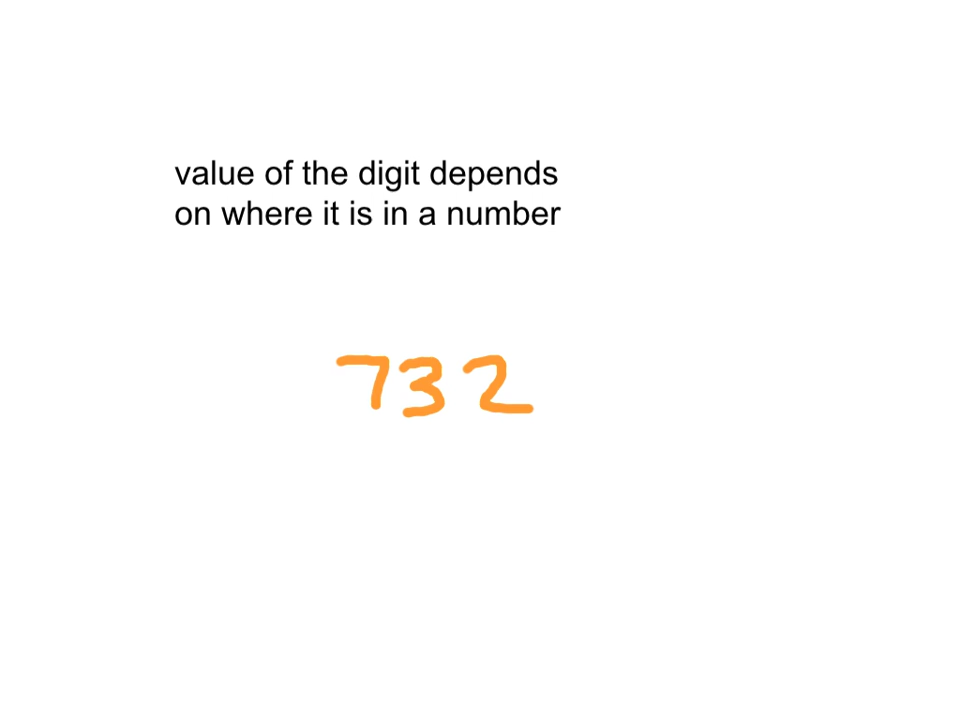 value of the digit depends
on where it is in a number
732